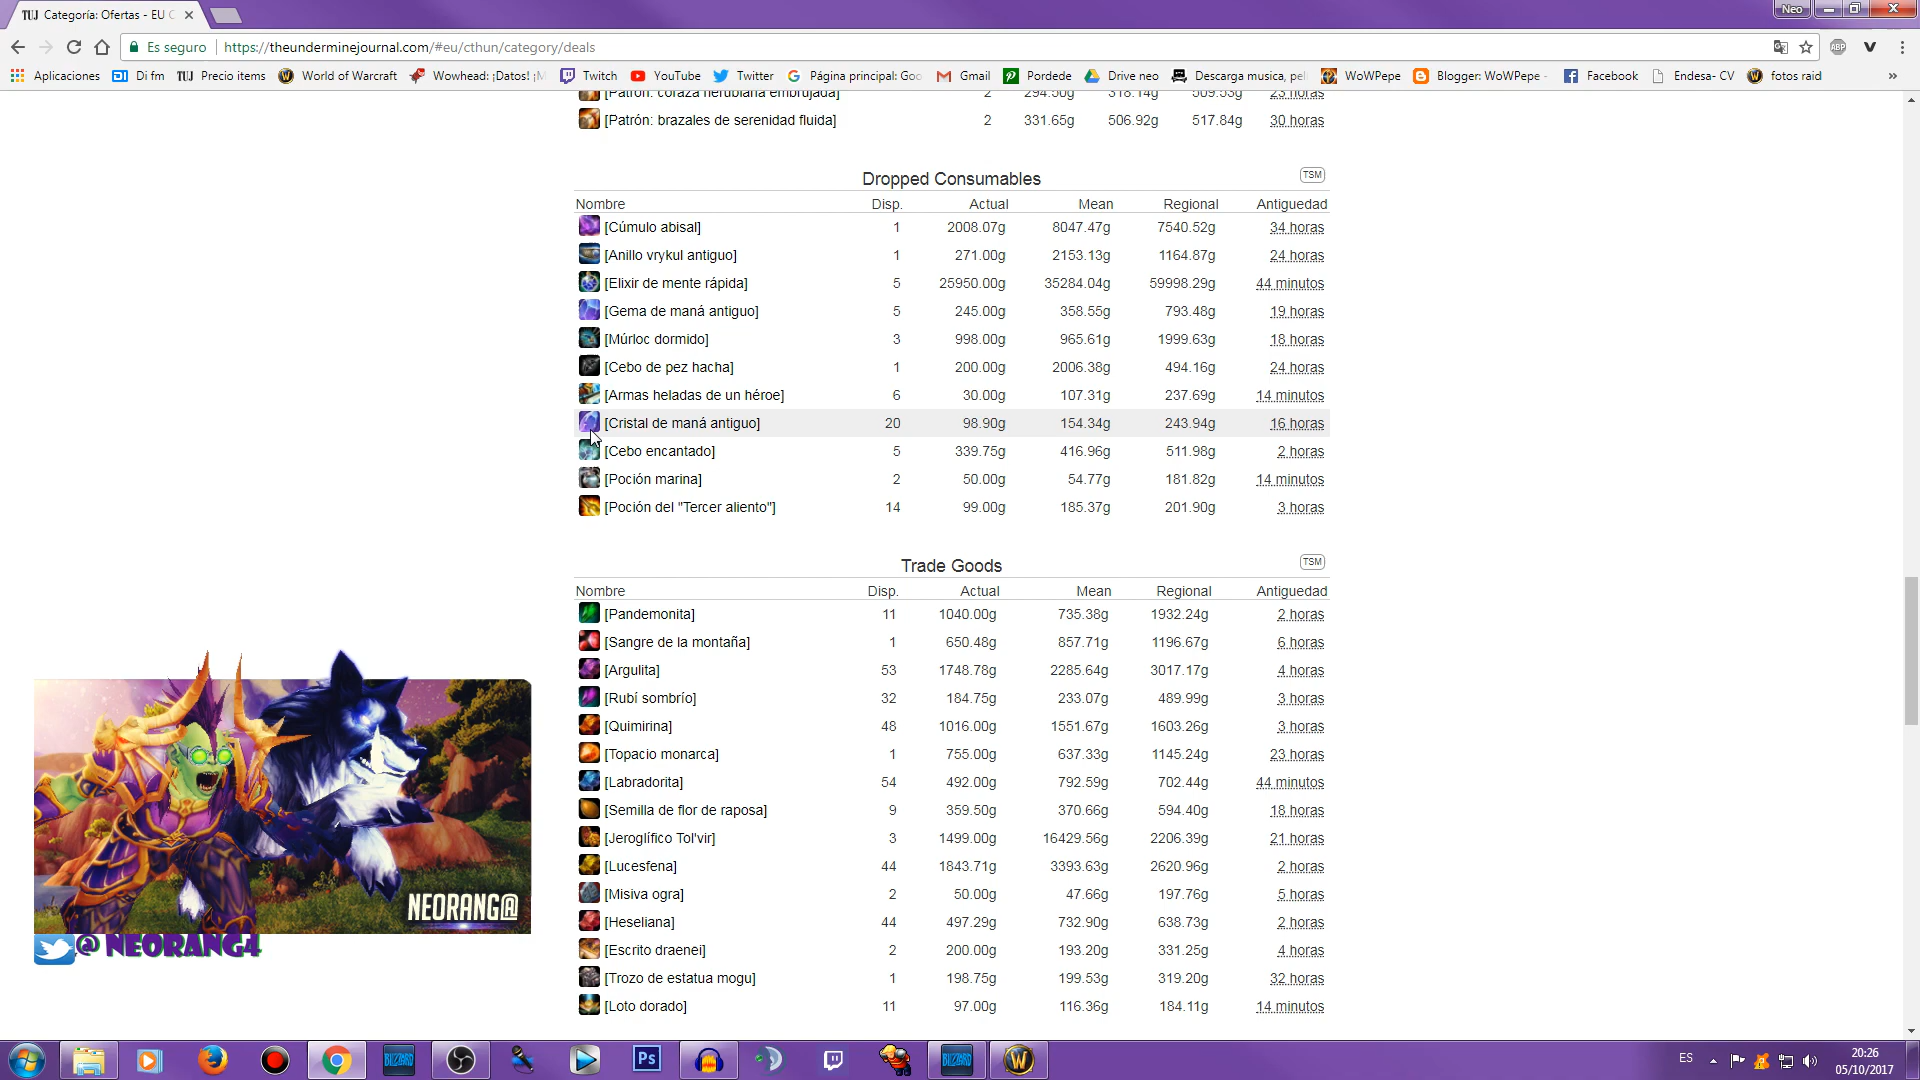 TUJ Categoría: Ofertas - EU C
Neo
Es seguro https://theunderminejournal.com/#eu/cthun/category/deals
ABP
Aplicaciones Di fm TUJ Precio items World of Warcraft Wowhead: ¡Datos! ¡M Twitch YouTube Twitter Página principal: Goo Gmail Pordede Drive neo Descarga musica, pel WoWPepe Blogger: WoWPepe - Facebook Endesa- CV fotos raid »
[Patrón: coraza nerubiana embrujada] 2 294.50g 318.14g 509.53g 23 horas
[Patrón: brazales de serenidad fluida] 2 331.65g 506.92g 517.84g 30 horas
Dropped Consumables TSM
Nombre Disp. Actual Mean Regional Antiguedad
[Cúmulo abisal] 1 2008.07g 8047.47g 7540.52g 34 horas
[Anillo vrykul antiguo] 1 271.00g 2153.13g 1164.87g 24 horas
[Elixir de mente rápida] 5 25950.00g 35284.04g 59998.29g 44 minutos
[Gema de maná antiguo] 5 245.00g 358.55g 793.48g 19 horas
[Múrloc dormido] 3 998.00g 965.61g 1999.63g 18 horas
[Cebo de pez hacha] 1 200.00g 2006.38g 494.16g 24 horas
[Armas heladas de un héroe] 6 30.00g 107.31g 237.69g 14 minutos
[Cristal de maná antiguo] 20 98.90g 154.34g 243.94g 16 horas
[Cebo encantado] 5 339.75g 416.96g 511.98g 2 horas
[Poción marina] 2 50.00g 54.77g 181.82g 14 minutos
[Poción del "Tercer aliento"] 14 99.00g 185.37g 201.90g 3 horas
Trade Goods TSM
Nombre Disp. Actual Mean Regional Antiguedad
[Pandemonita] 11 1040.00g 735.38g 1932.24g 2 horas
[Sangre de la montaña] 1 650.48g 857.71g 1196.67g 6 horas
[Argulita] 53 1748.78g 2285.64g 3017.17g 4 horas
[Rubí sombrío] 32 184.75g 233.07g 489.99g 3 horas
[Quimirina] 48 1016.00g 1551.67g 1603.26g 3 horas
[Topacio monarca] 1 755.00g 637.33g 1145.24g 23 horas
[Labradorita] 54 492.00g 792.59g 702.44g 44 minutos
[Semilla de flor de raposa] 9 359.50g 370.66g 594.40g 18 horas
[Jeroglífico Tol'vir] 3 1499.00g 16429.56g 2206.39g 21 horas
[Lucesfena] 44 1843.71g 3393.63g 2620.96g 2 horas
[Misiva ogra] 2 50.00g 47.66g 197.76g 5 horas
[Heseliana] 44 497.29g 732.90g 638.73g 2 horas
[Escrito draenei] 2 200.00g 193.20g 331.25g 4 horas
[Trozo de estatua mogu] 1 198.75g 199.53g 319.20g 32 horas
[Loto dorado] 11 97.00g 116.36g 184.11g 14 minutos
NEORANG@
@ NEORANG4
BLIZZARD Ps BLIZZARD W ES 20:26
05/10/2017